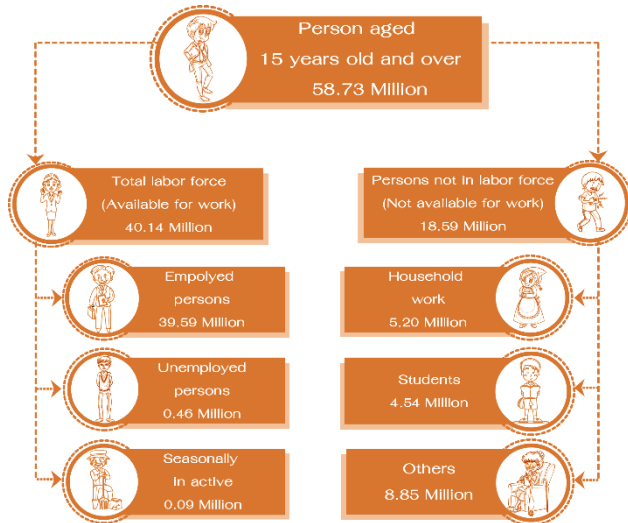 Person aged
15 years old and over
58.73 Million
Total labor force
(Available for work)
40.14 Million
Persons not in labor force
(Not available for work)
18.59 Million
Empolyed
persons
39.59 Million
Household
work
5.20 Million
Unemployed
persons
0.46 Million
Students
4.54 Million
Seasonally
In active
0.09 Million
Others
8.85 Million